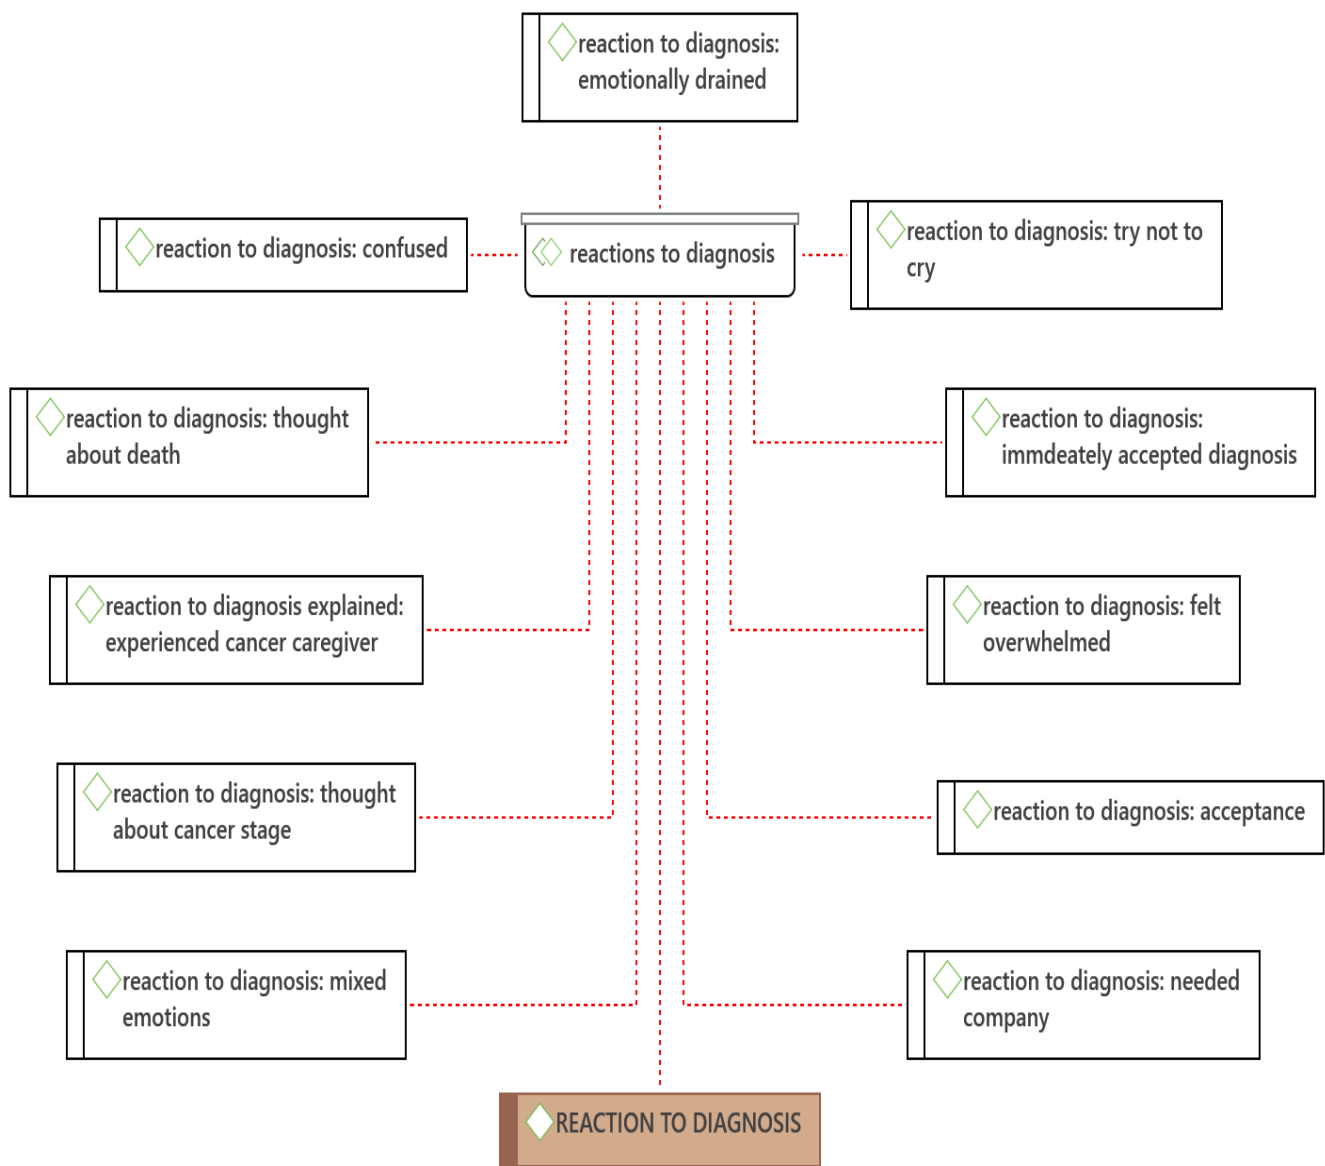 reaction to diagnosis:
emotionally drained
reaction to diagnosis: confused
reactions to diagnosis
reaction to diagnosis: try not to
cry
reaction to diagnosis: thought
about death
reaction to diagnosis:
immdeately accepted diagnosis
reaction to diagnosis explained:
experienced cancer caregiver
reaction to diagnosis: felt
overwhelmed
reaction to diagnosis: thought
about cancer stage
reaction to diagnosis: acceptance
reaction to diagnosis: mixed
emotions
reaction to diagnosis: needed
company
REACTION TO DIAGNOSIS